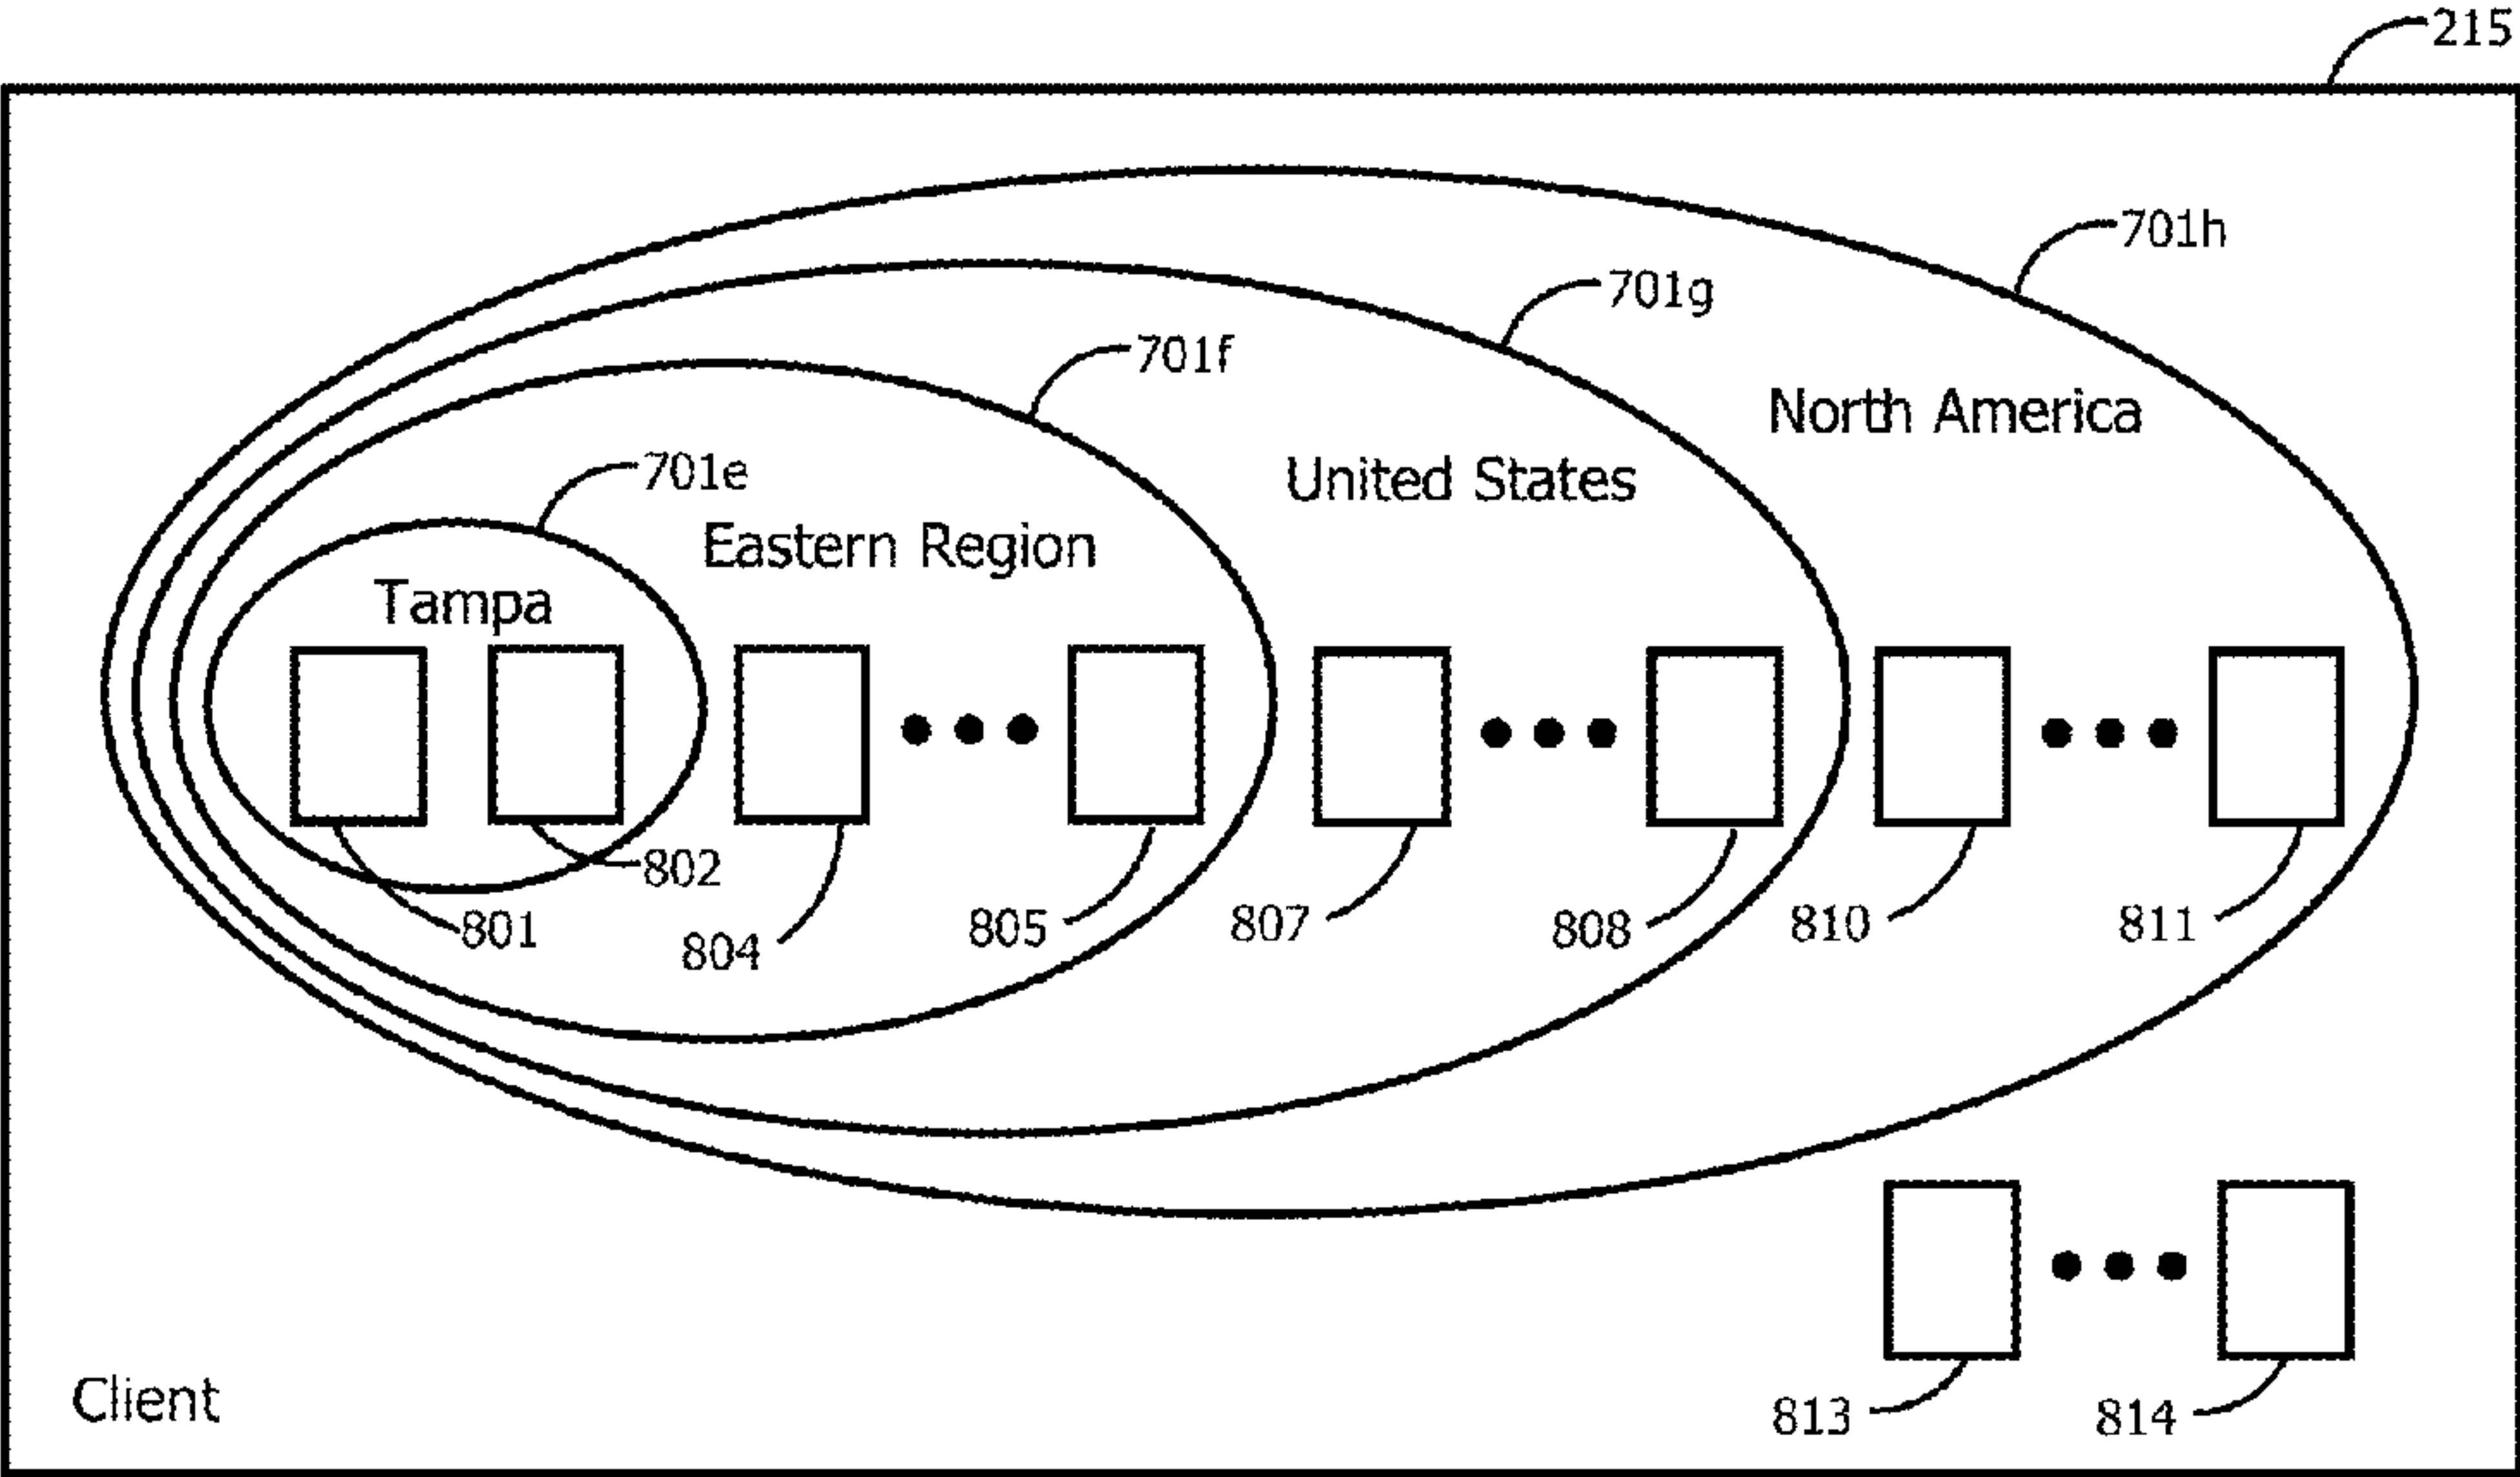 215
701h
701g
701f
North America
701e
United States
Eastern Region
Tampa
802
801
804
805
807
808
810
811
Client
813
814